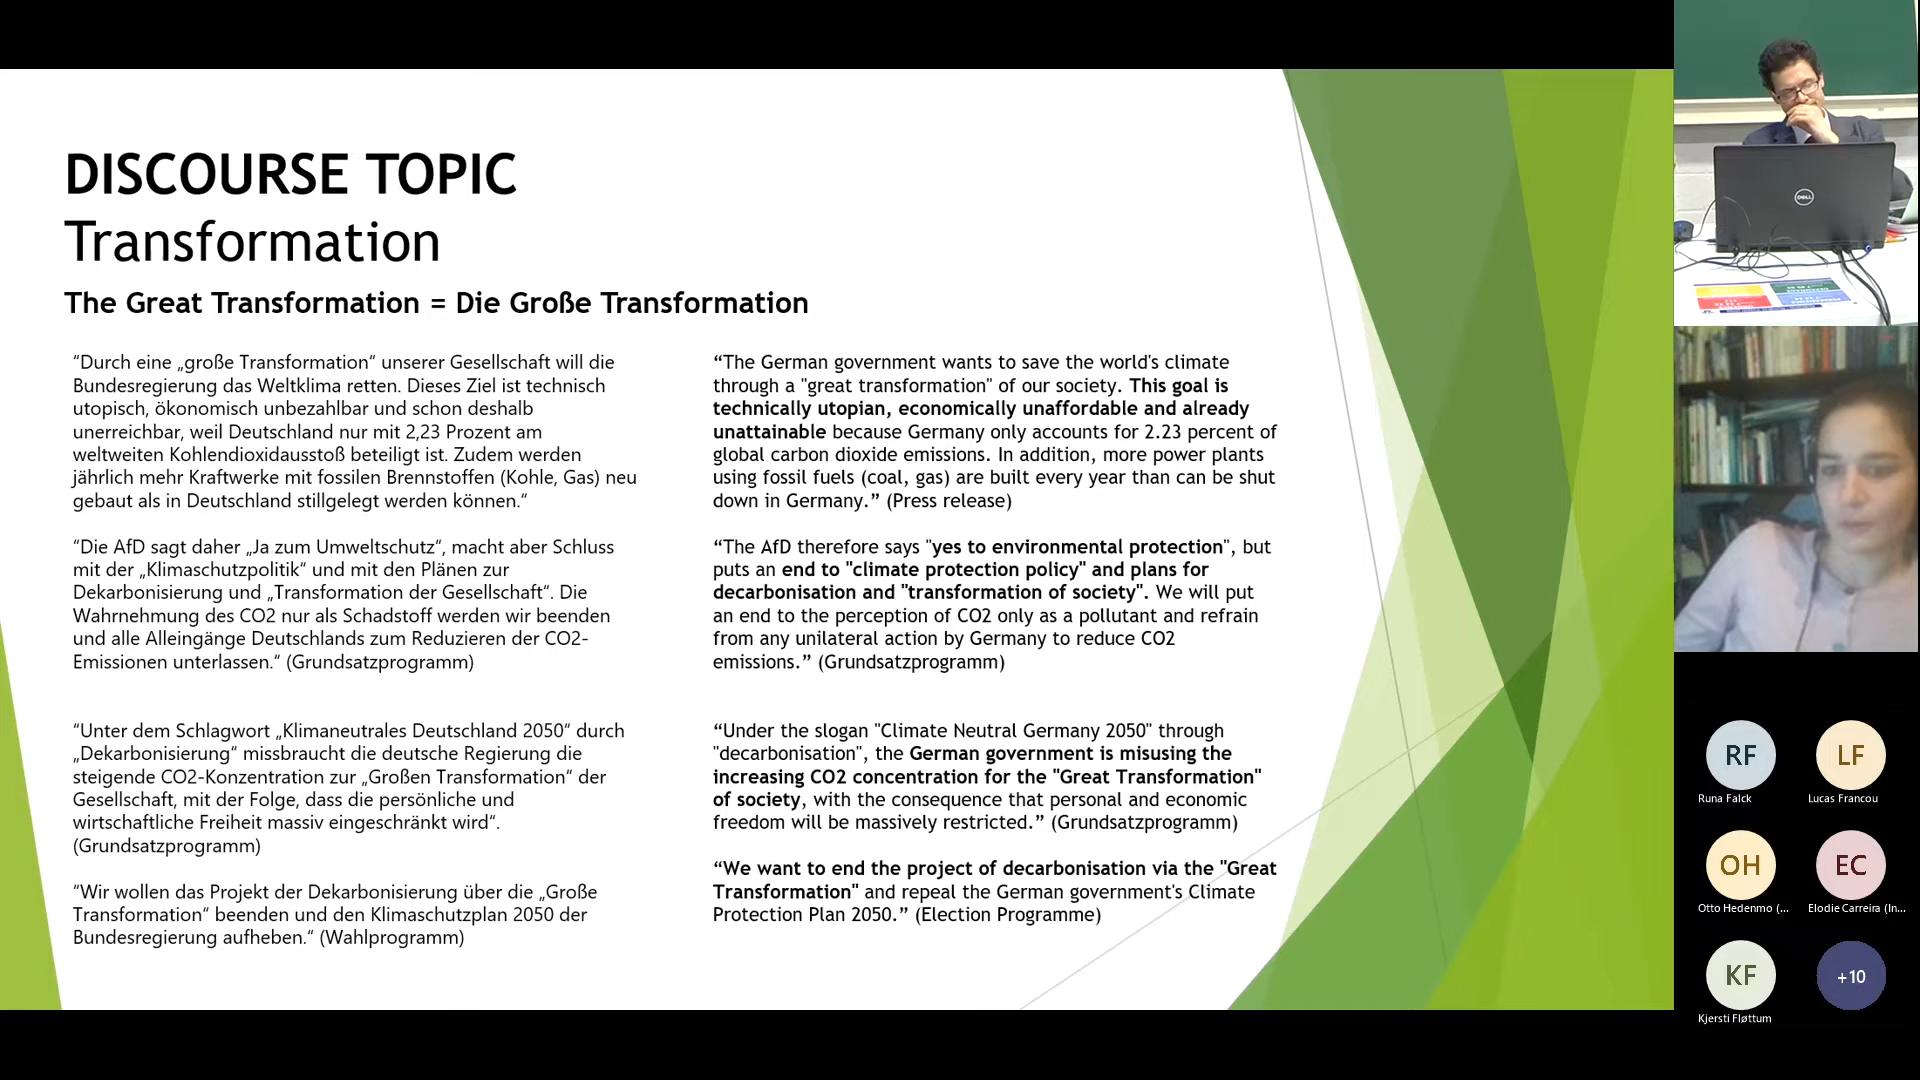 DISCOURSE TOPIC
Transformation
The Great Transformation = Die Große Transformation
“Durch eine „große Transformation“ unserer Gesellschaft will die
Bundesregierung das Weltklima retten. Dieses Ziel ist technisch
utopisch, ökonomisch unbezahlbar und schon deshalb
unerreichbar, weil Deutschland nur mit 2,23 Prozent am
weltweiten Kohlendioxidausstoß beteiligt ist. Zudem werden
jährlich mehr Kraftwerke mit fossilen Brennstoffen (Kohle, Gas) neu
gebaut als in Deutschland stillgelegt werden können.“
“Die AfD sagt daher „Ja zum Umweltschutz“, macht aber Schluss
mit der „Klimaschutzpolitik“ und mit den Plänen zur
Dekarbonisierung und „Transformation der Gesellschaft“. Die
Wahrnehmung des CO2 nur als Schadstoff werden wir beenden
und alle Alleingänge Deutschlands zum Reduzieren der CO2-
Emissionen unterlassen.“ (Grundsatzprogramm)
“Unter dem Schlagwort „Klimaneutrales Deutschland 2050“ durch
„Dekarbonisierung“ missbraucht die deutsche Regierung die
steigende CO2-Konzentration zur „Großen Transformation“ der
Gesellschaft, mit der Folge, dass die persönliche und
wirtschaftliche Freiheit massiv eingeschränkt wird“.
(Grundsatzprogramm)
“Wir wollen das Projekt der Dekarbonisierung über die „Große
Transformation“ beenden und den Klimaschutzplan 2050 der
Bundesregierung aufheben.“ (Wahlprogramm)
“The German government wants to save the world's climate
through a "great transformation" of our society. This goal is
technically utopian, economically unaffordable and already
unattainable because Germany only accounts for 2.23 percent of
global carbon dioxide emissions. In addition, more power plants
using fossil fuels (coal, gas) are built every year than can be shut
down in Germany.” (Press release)
“The AfD therefore says "yes to environmental protection", but
puts an end to "climate protection policy" and plans for
decarbonisation and "transformation of society". We will put
an end to the perception of CO2 only as a pollutant and refrain
from any unilateral action by Germany to reduce CO2
emissions.” (Grundsatzprogramm)
“Under the slogan "Climate Neutral Germany 2050" through
"decarbonisation", the German government is misusing the
increasing CO2 concentration for the "Great Transformation"
of society, with the consequence that personal and economic
freedom will be massively restricted.” (Grundsatzprogramm)
“We want to end the project of decarbonisation via the "Great
Transformation" and repeal the German government's Climate
Protection Plan 2050.” (Election Programme)
DELL
RF
Runa Falck
LF
Lucas Francou
OH
Otto Hedenmo (...
EC
Elodie Carreira (In...
KF
Kjersti Fløttum
+10